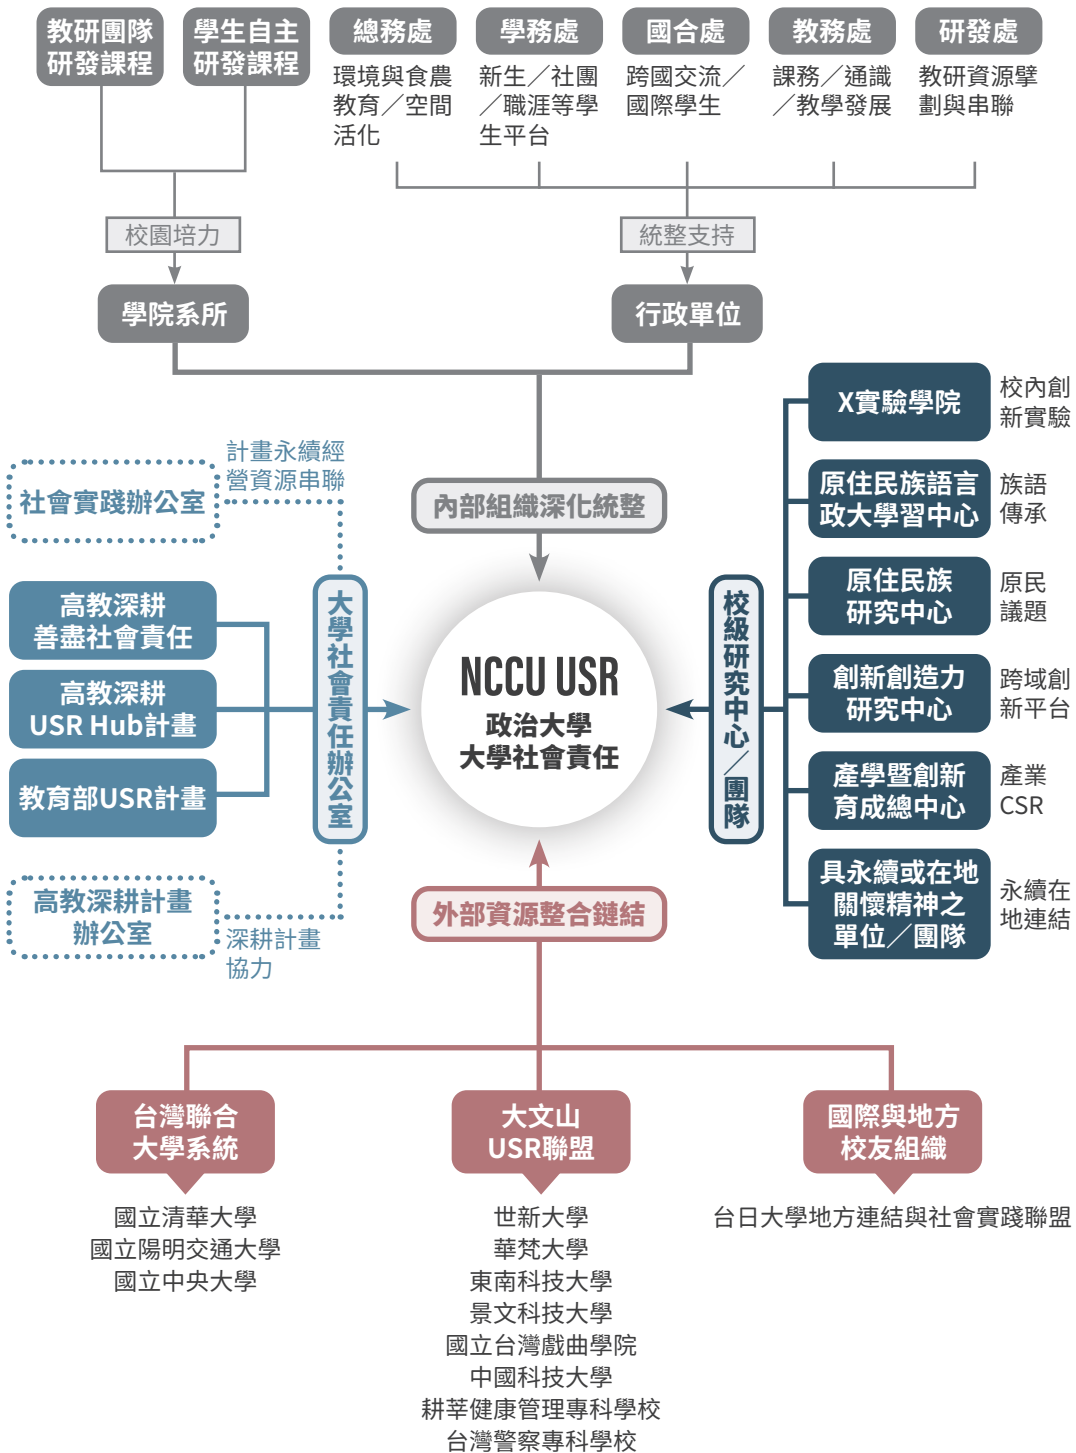 教研團隊
研發課程
學生自主
研發課程
總務處
環境與食農
教育／空間
活化
學務處
新生／社團
／職涯等學
生平台
國合處
跨國交流／
國際學生
教務處
課務／通識
／教學發展
研發處
教研資源擘
劃與串聯
校園培力
統整支持
學院系所
行政單位
內部組織深化統整
計畫永續經
營資源串聯
社會實踐辦公室
高教深耕
善盡社會責任
高教深耕
USR Hub計畫
教育部USR計畫
高教深耕計畫
辦公室
深耕計畫
協力
大學社會責任辦公室
NCCU USR
政治大學
大學社會責任
校級研究中心／團隊
X實驗學院
校內創
新實驗
原住民族語言
政大學習中心
族語
傳承
原住民族
研究中心
原民
議題
創新創造力
研究中心
跨域創
新平台
產學暨創新
育成總中心
產業
CSR
具永續或在地
關懷精神之
單位／團隊
永續在
地連結
外部資源整合鏈結
台灣聯合
大學系統
國立清華大學
國立陽明交通大學
國立中央大學
大文山
USR聯盟
世新大學
華梵大學
東南科技大學
景文科技大學
國立台灣戲曲學院
中國科技大學
耕莘健康管理專科學校
台灣警察專科學校
國際與地方
校友組織
台日大學地方連結與社會實踐聯盟